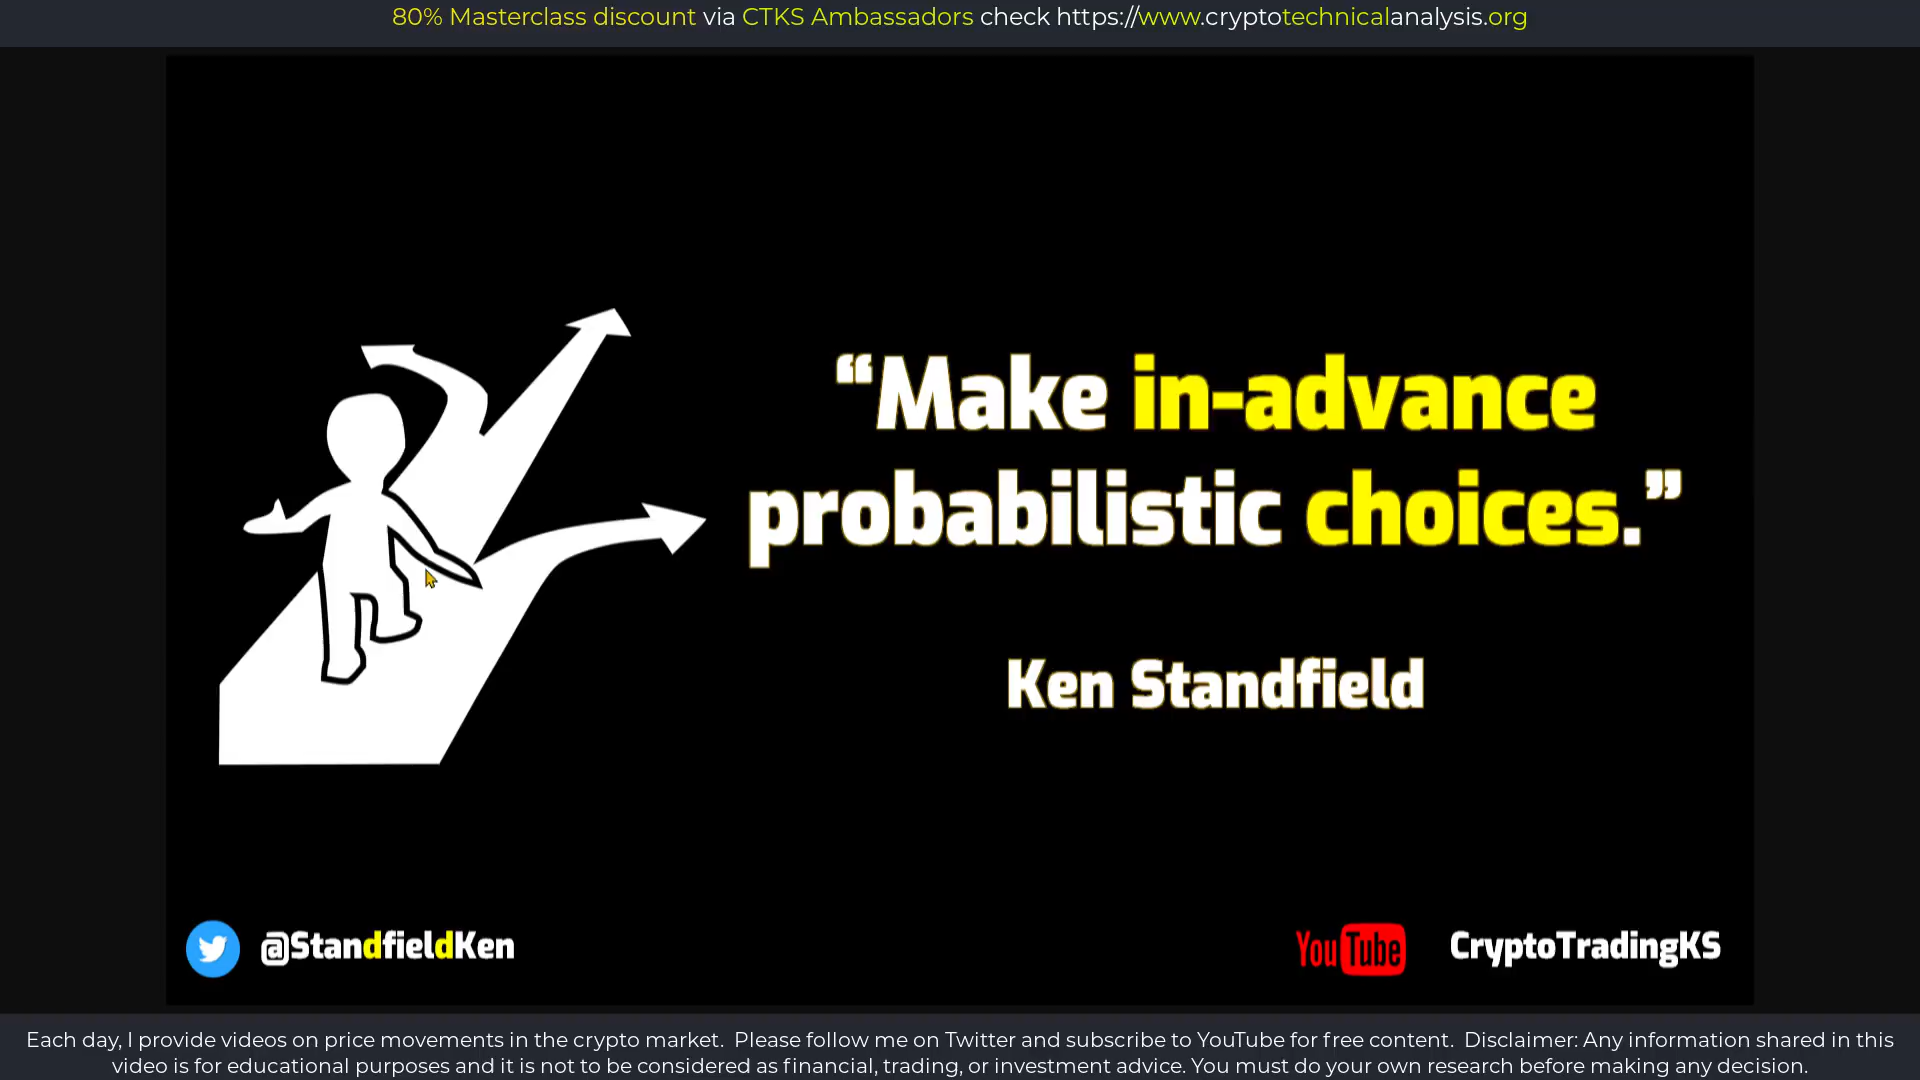 80% Masterclass discount via CTKS Ambassadors check https://www.cryptotechnicalanalysis.org
“Make in-advance
probabilistic choices.”
Ken Standfield
@StandfieldKen
YouTube CryptoTradingKS
Each day, I provide videos on price movements in the crypto market.  Please follow me on Twitter and subscribe to YouTube for free content.  Disclaimer: Any information shared in this
video is for educational purposes and it is not to be considered as financial, trading, or investment advice. You must do your own research before making any decision.